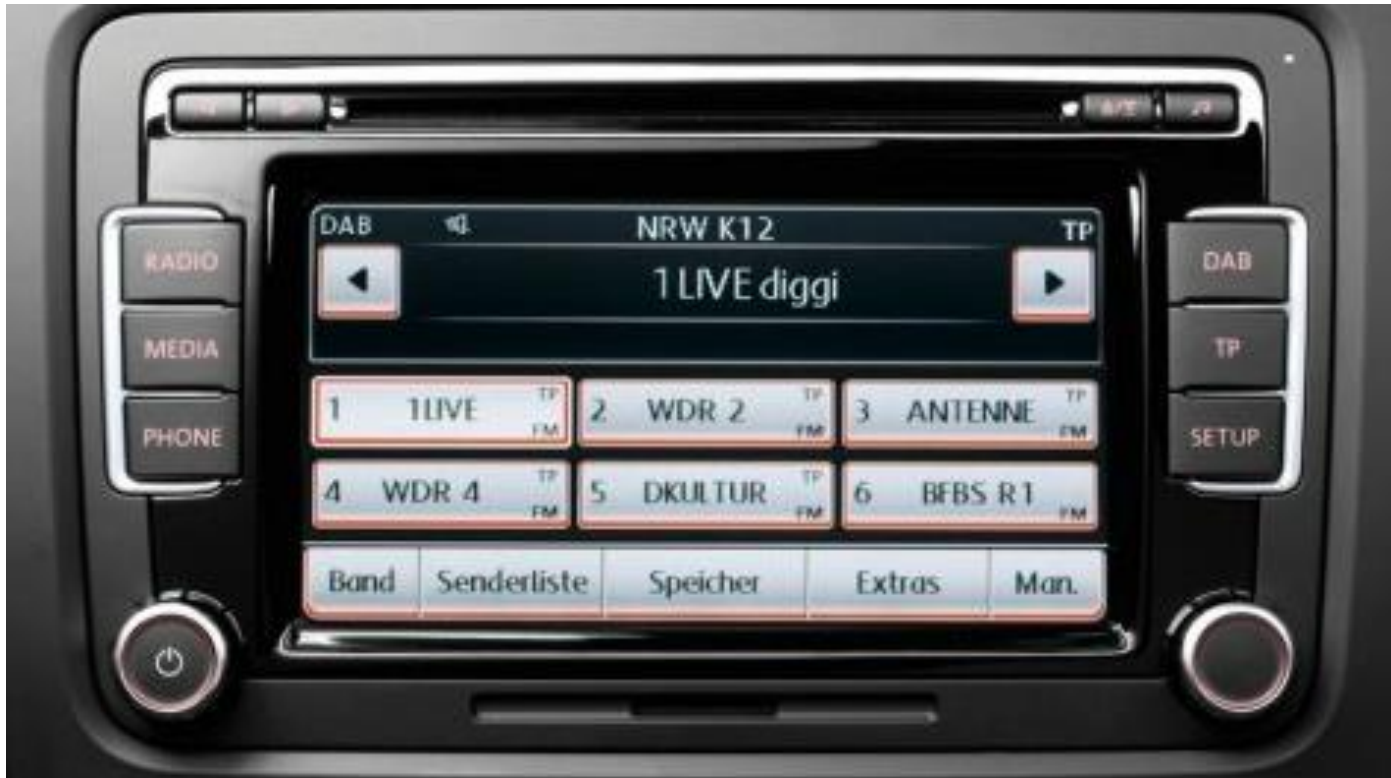 DAB NRW K12 TP
1LIVE diggi
RADIO
MEDIA
PHONE
DAB
TP
SETUP
1 1LIVE TP FM
2 WDR 2 TP FM
3 ANTENNE TP FM
4 WDR 4 TP FM
5 DKULTUR TP FM
6 BFBS R1 FM
Band Senderliste Speicher Extras Man.